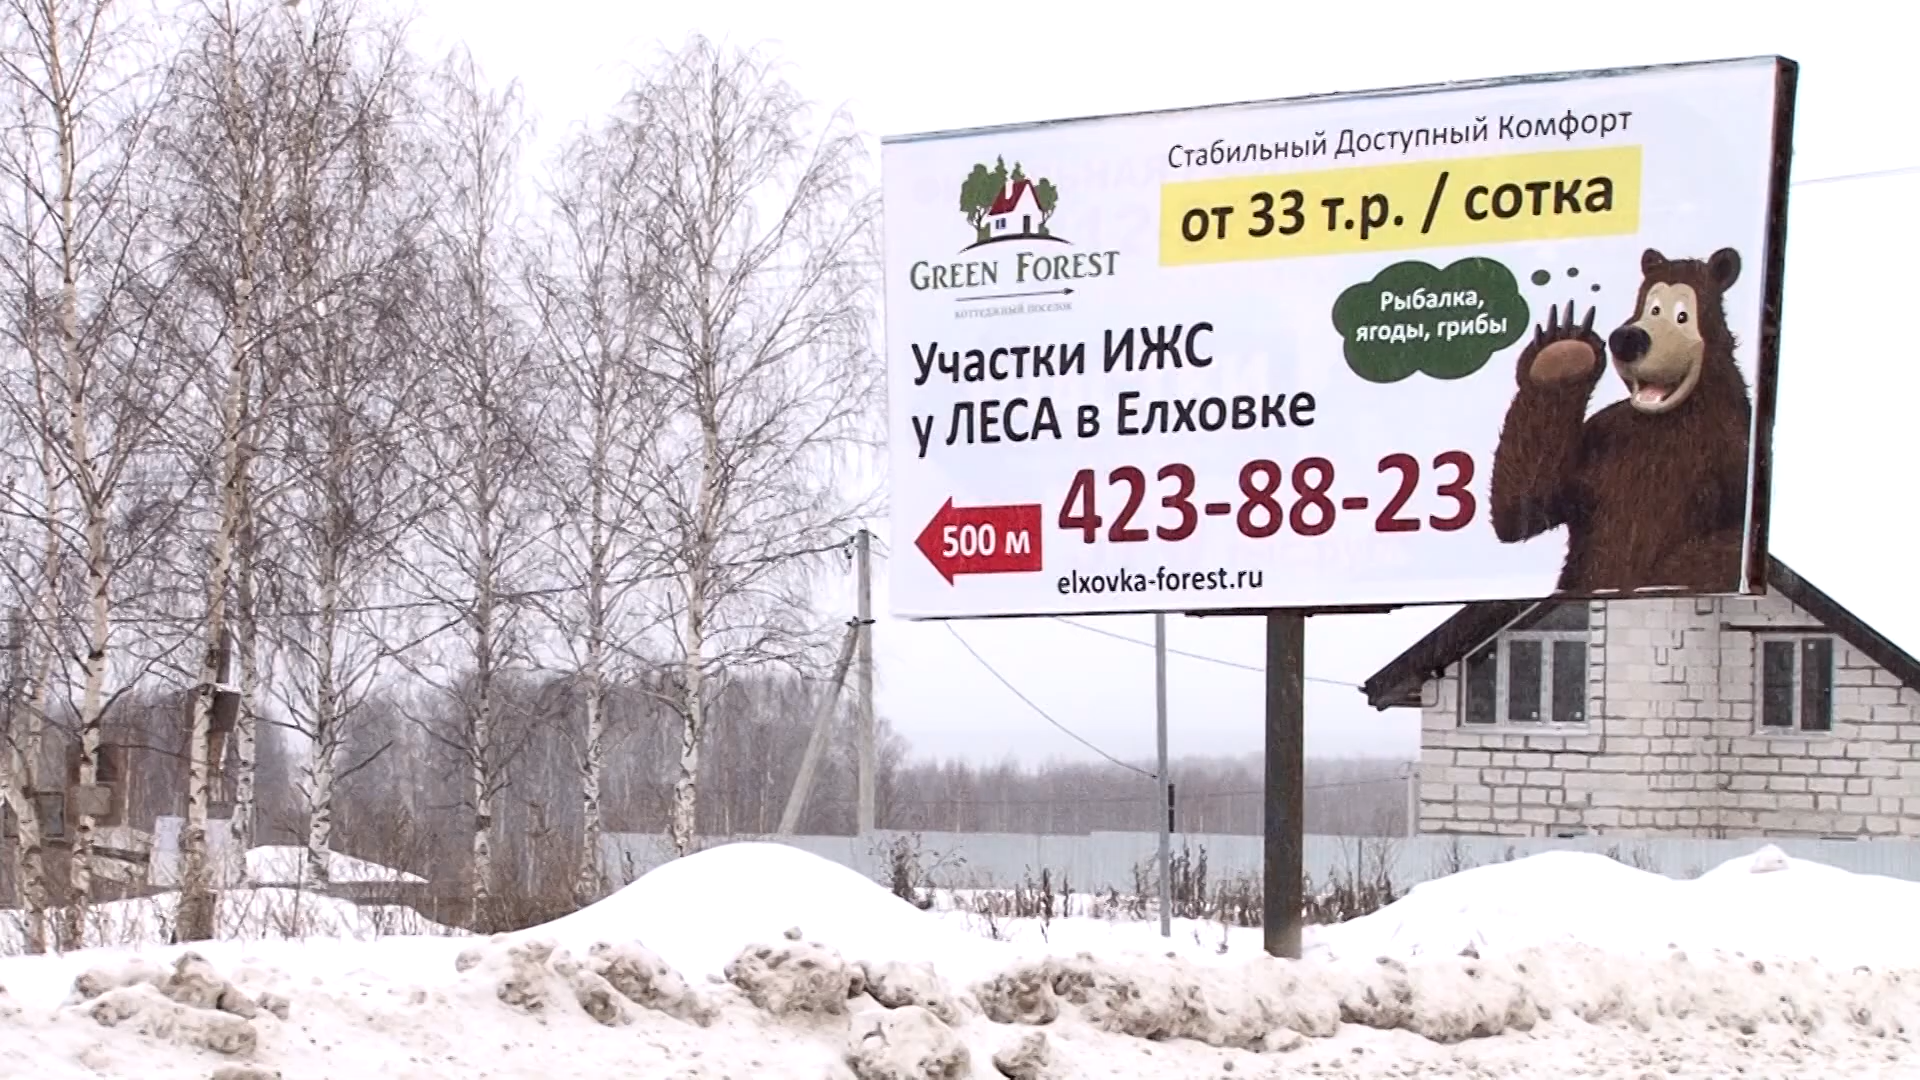 Стабильный Доступный Комфорт
от 33 т.р. / сотка
GREEN FOREST
коттеджный поселок
Рыбалка,
ягоды, грибы
Участки ИЖС
у ЛЕСА в Елховке
500 м
423-88-23
elxovka-forest.ru